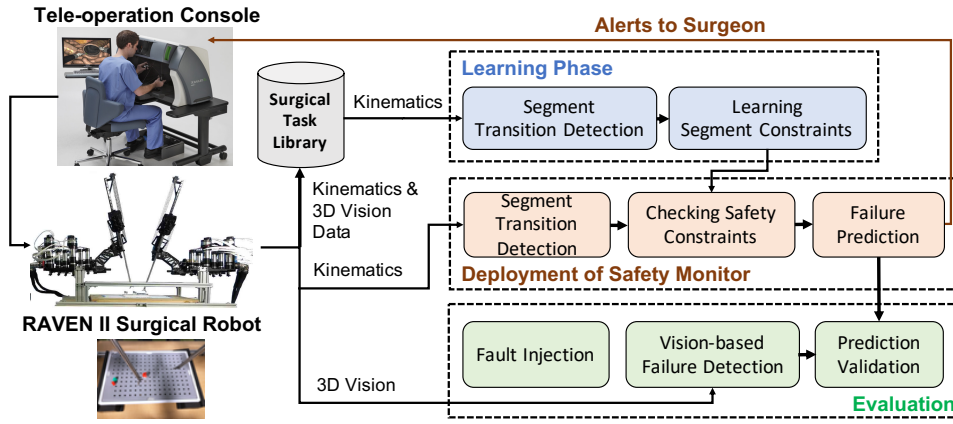 Tele-operation Console
Alerts to Surgeon
Learning Phase
Surgical
Task
Library
Kinematics
Segment
Transition Detection
Learning
Segment Constraints
Kinematics &
3D Vision
Data
Kinematics
Segment
Transition
Detection
Checking Safety
Constraints
Failure
Prediction
Deployment of Safety Monitor
RAVEN II Surgical Robot
3D Vision
Fault Injection
Vision-based
Failure Detection
Prediction
Validation
Evaluation